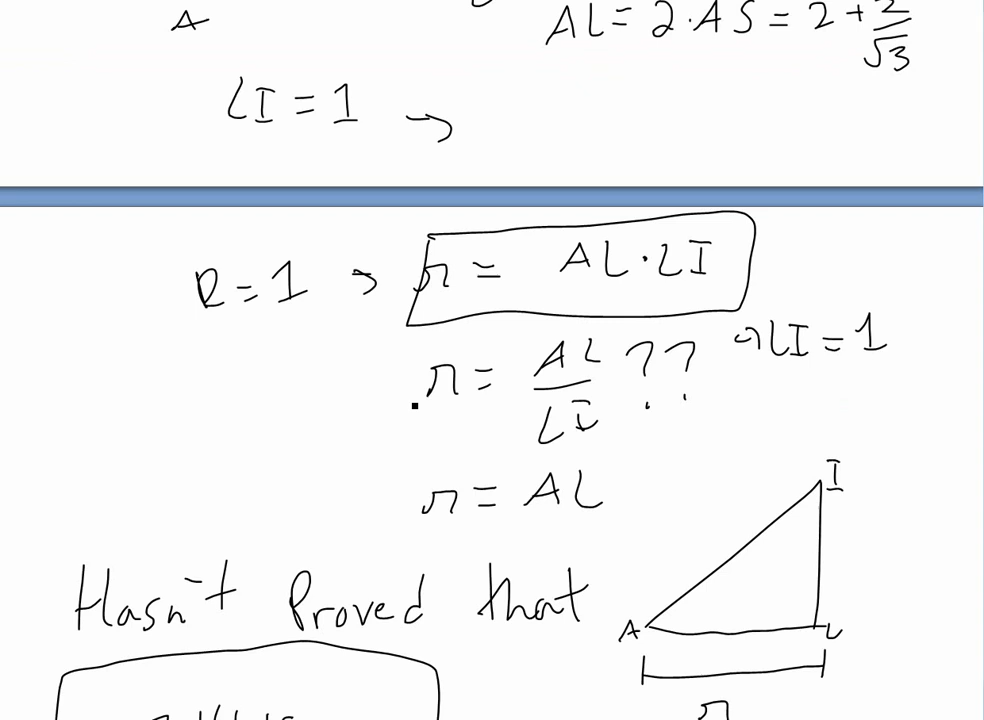 A
AL = 2·AS = 2 + 2/√3
LI = 1 →
R = 1 → r = AL·LI
r = AL/LI ?? → LI = 1
r = AL
I
Hasn't Proved that
A L
r